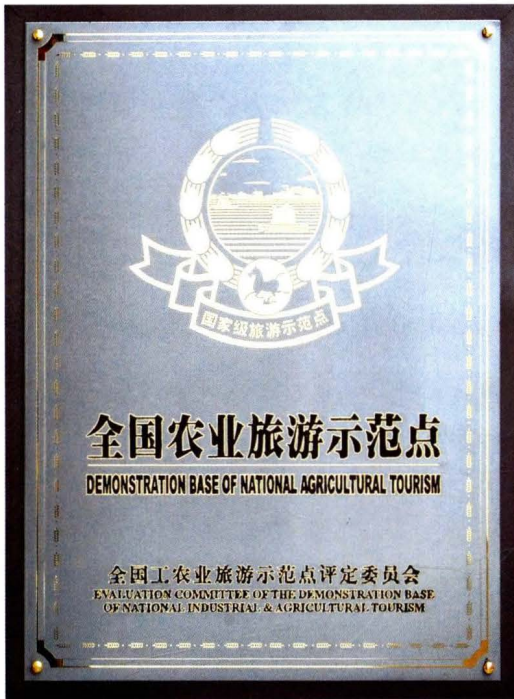 国家级旅游示范点
全国农业旅游示范点
DEMONSTRATION BASE OF NATIONAL AGRICULTURAL TOURISM
全国工农业旅游示范点评定委员会
EVALUATION COMMITTEE OF THE DEMONSTRATION BASE
OF NATIONAL INDUSTRIAL & AGRICULTURAL TOURISM